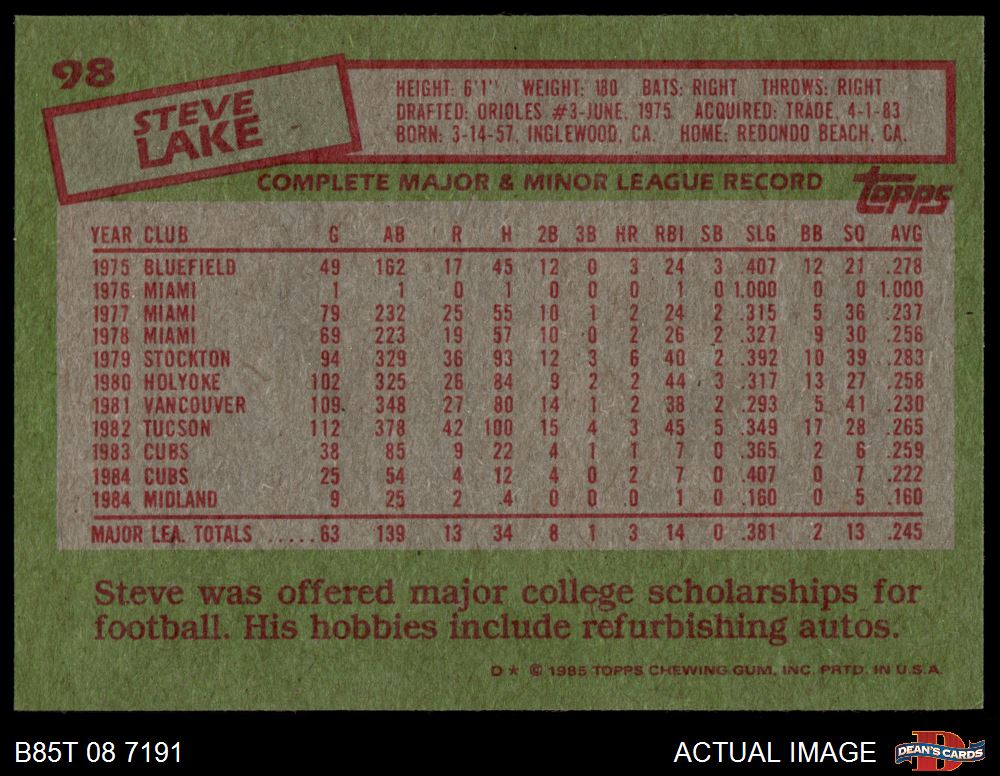 98
STEVE
LAKE
HEIGHT: 6'1'' WEIGHT: 180 BATS: RIGHT THROWS: RIGHT
DRAFTED: ORIOLES #3-JUNE, 1975 ACQUIRED: TRADE, 4-1-83
BORN: 3-14-57, INGLEWOOD, CA. HOME: REDONDO BEACH, CA.
COMPLETE MAJOR & MINOR LEAGUE RECORD
Topps
YEAR CLUB G AB R H 2B 3B HR RBI SB SLG BB SO AVG
1975 BLUEFIELD 49 162 17 45 12 0 3 24 3 .407 12 21 .278
1976 MIAMI 1 1 0 1 0 0 0 1 0 1.000 0 0 1.000
1977 MIAMI 79 232 25 55 10 1 2 24 2 .315 5 36 .237
1978 MIAMI 69 223 19 57 10 0 2 26 2 .327 9 30 .256
1979 STOCKTON 94 329 36 93 12 3 6 40 2 .392 10 39 .283
1980 HOLYOKE 102 325 26 84 9 2 2 44 3 .317 13 27 .258
1981 VANCOUVER 109 348 27 80 14 1 2 38 2 .293 5 41 .230
1982 TUCSON 112 378 42 100 15 4 3 45 5 .349 17 28 .265
1983 CUBS 38 85 9 22 4 1 1 7 0 .365 2 6 .259
1984 CUBS 25 54 4 12 4 0 2 7 0 .407 0 7 .222
1984 MIDLAND 9 25 2 4 0 0 0 1 0 .160 0 5 .160
MAJOR LEA. TOTALS .....63 139 13 34 8 1 3 14 0 .381 2 13 .245
Steve was offered major college scholarships for
football. His hobbies include refurbishing autos.
D * © 1985 TOPPS CHEWING GUM, INC. PRTD. IN U.S.A.
B85T 08 7191
ACTUAL IMAGE
DEAN'S CARDS